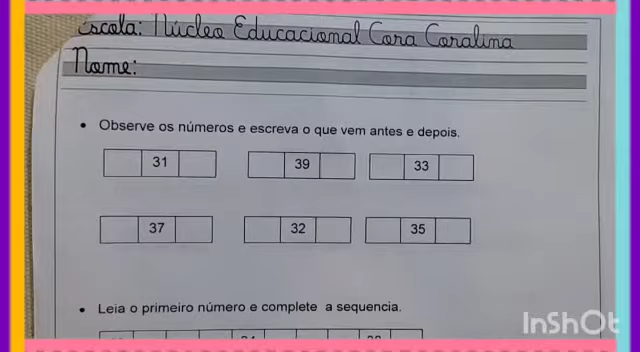 Escola: Núcleo Educacional Cora Coralina
Nome:
• Observe os números e escreva o que vem antes e depois.
31 39 33
37 32 35
• Leia o primeiro número e complete a sequencia.
InShOt